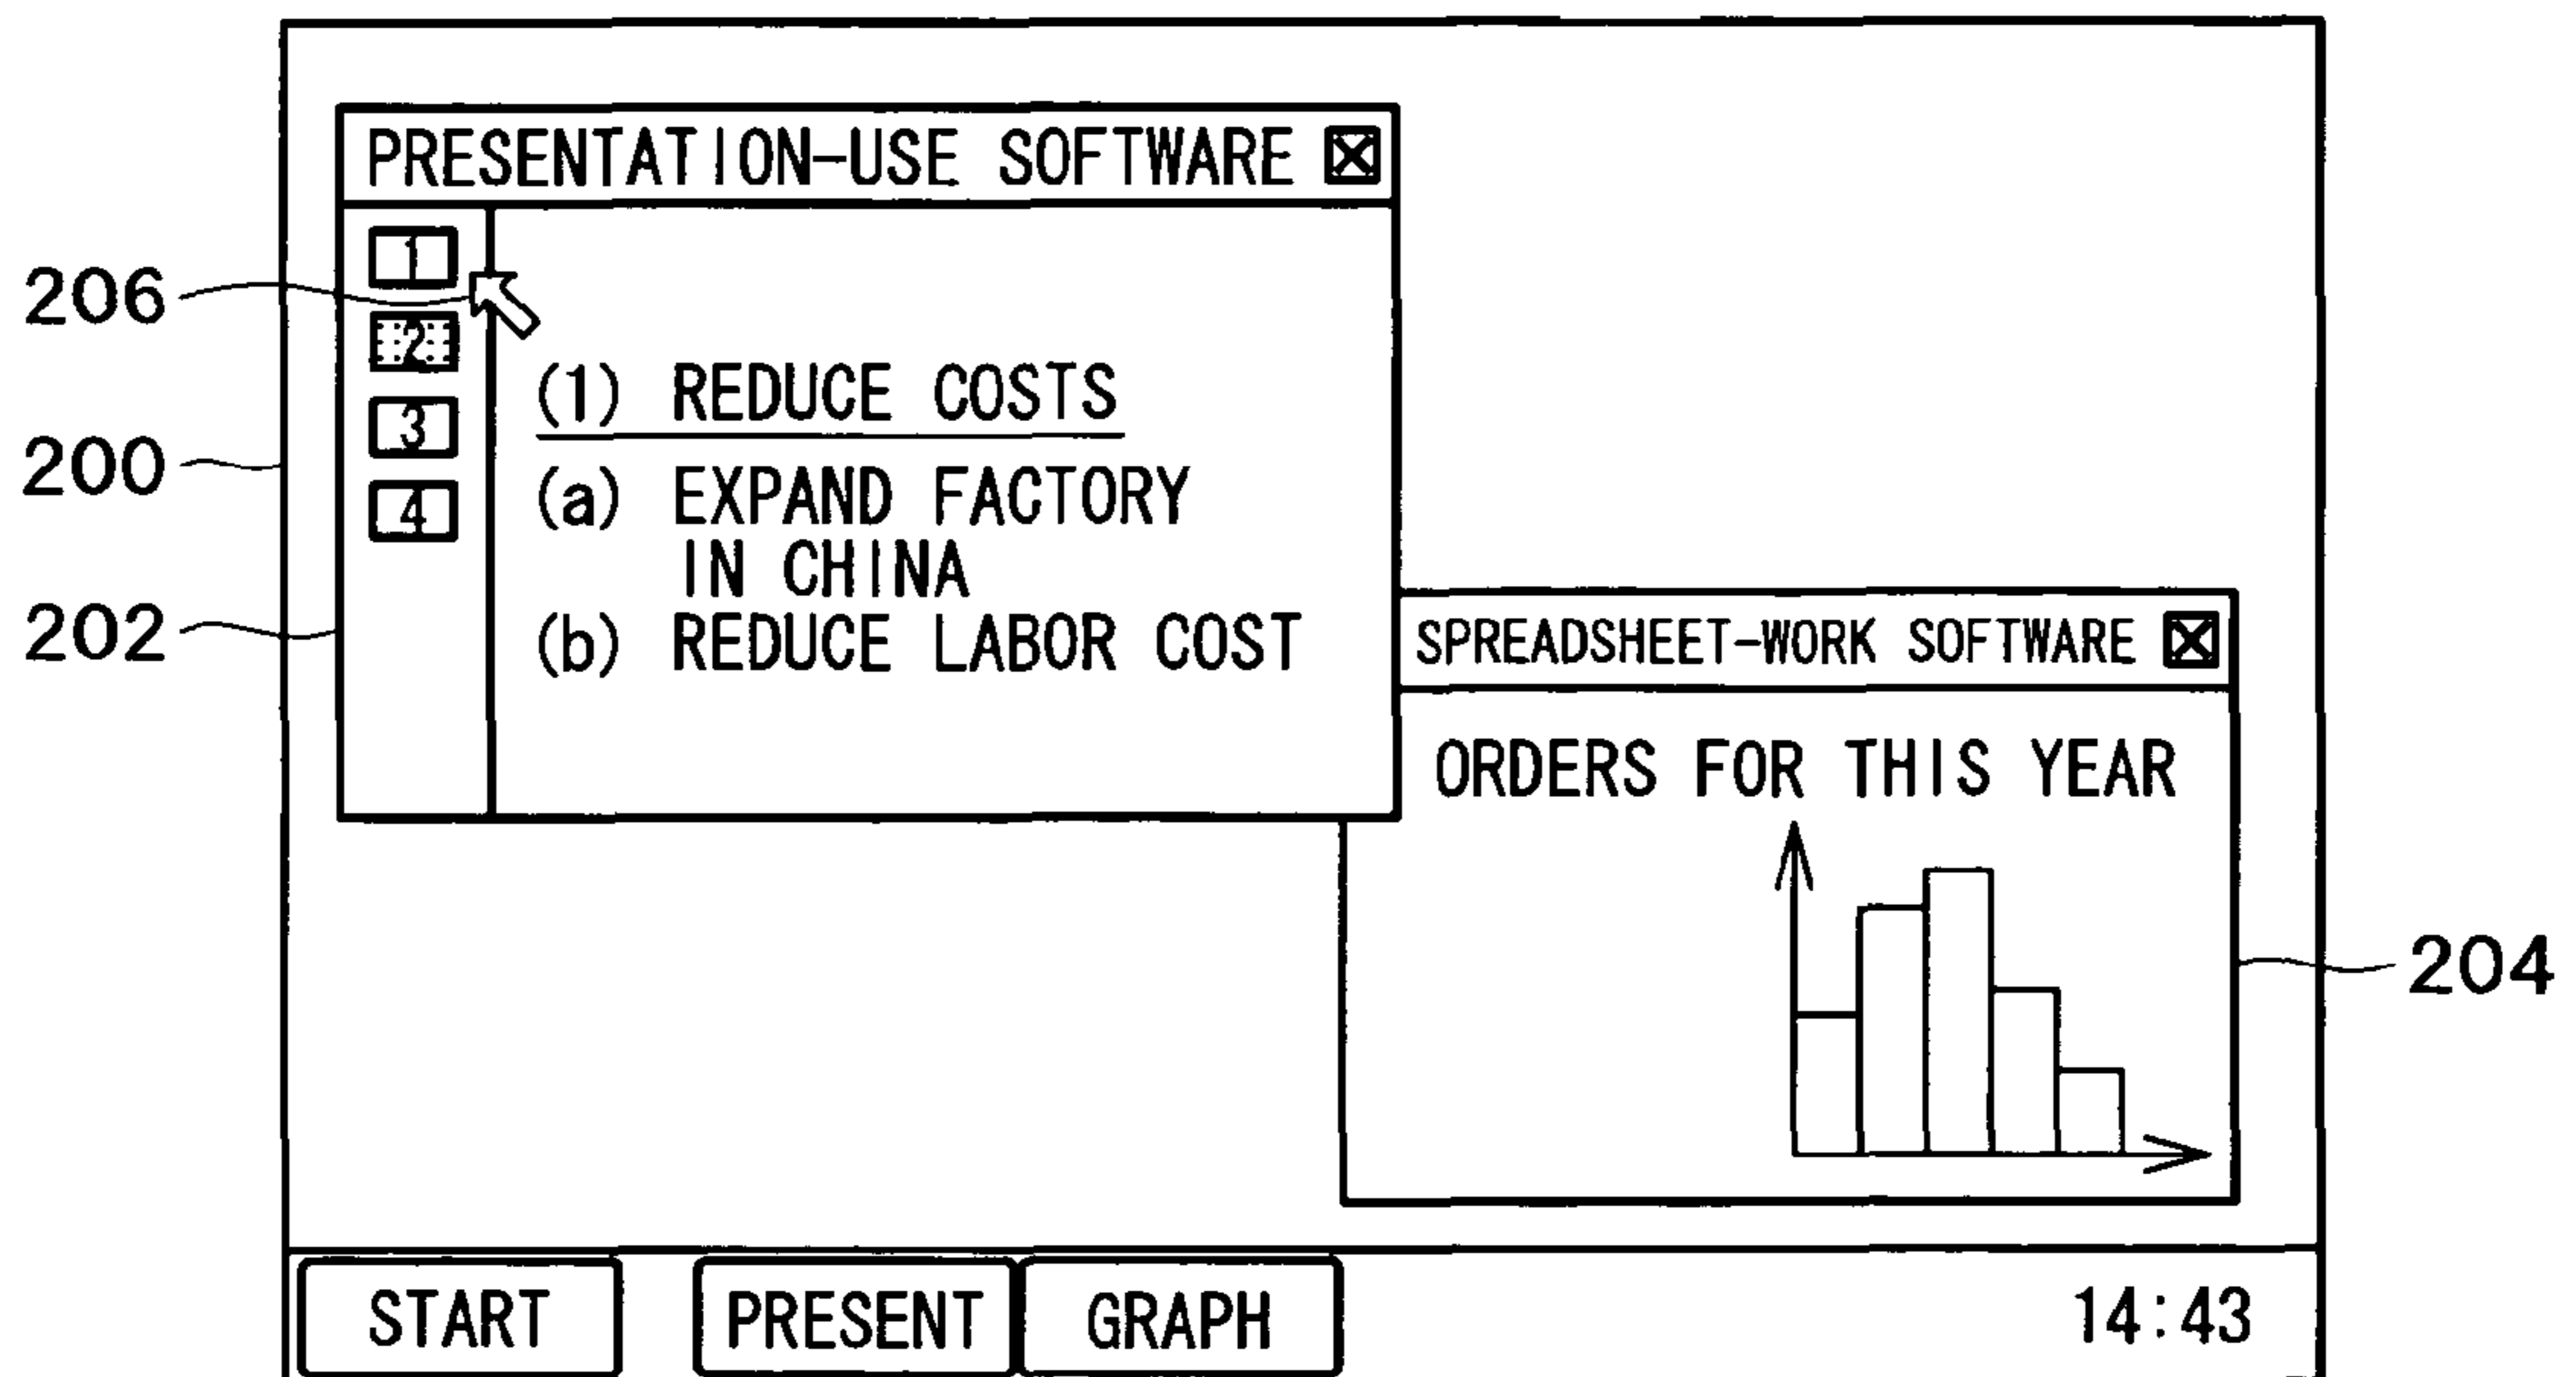 PRESENTATION-USE SOFTWARE
1
206
2
(1) REDUCE COSTS
3
200
(a) EXPAND FACTORY
4
IN CHINA
202
(b) REDUCE LABOR COST
SPREADSHEET-WORK SOFTWARE
ORDERS FOR THIS YEAR
204
START PRESENT GRAPH 14:43